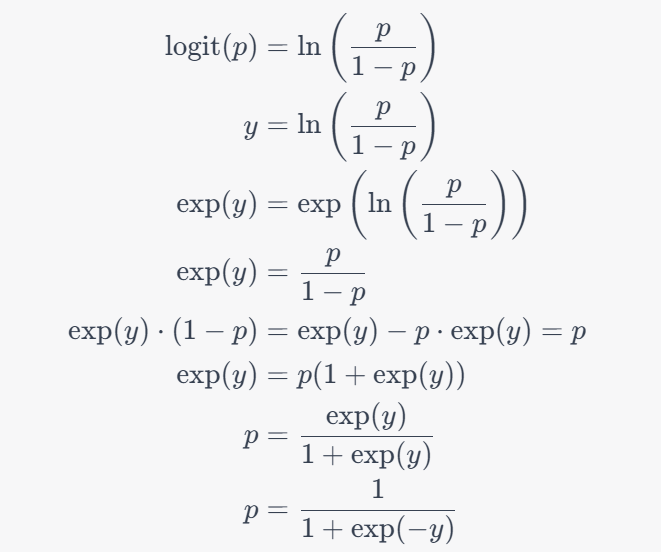 logit(p) = ln(p/(1 − p))
y = ln(p/(1 − p))
exp(y) = exp(ln(p/(1 − p)))
exp(y) = p/(1 − p)
exp(y) · (1 − p) = exp(y) − p · exp(y) = p
exp(y) = p(1 + exp(y))
p = exp(y)/(1 + exp(y))
p = 1/(1 + exp(−y))